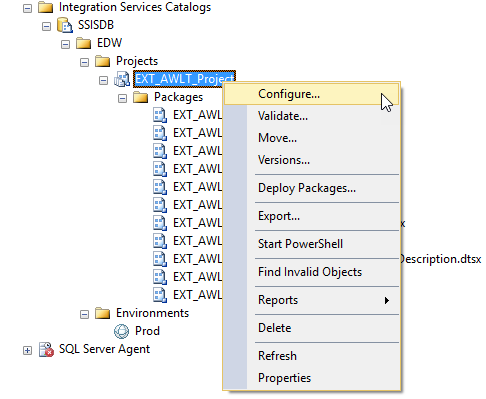 Integration Services Catalogs
SSISDB
EDW
Projects
EXT_AWLT_Project
Packages
EXT_AWL
EXT_AWL
EXT_AWL
EXT_AWL
EXT_AWL
EXT_AWL
EXT_AWL x
EXT_AWL
EXT_AWL Description.dtsx
EXT_AWL
EXT_AWL
Environments
Prod
SQL Server Agent
Configure...
Validate...
Move...
Versions...
Deploy Packages...
Export...
Start PowerShell
Find Invalid Objects
Reports
Delete
Refresh
Properties